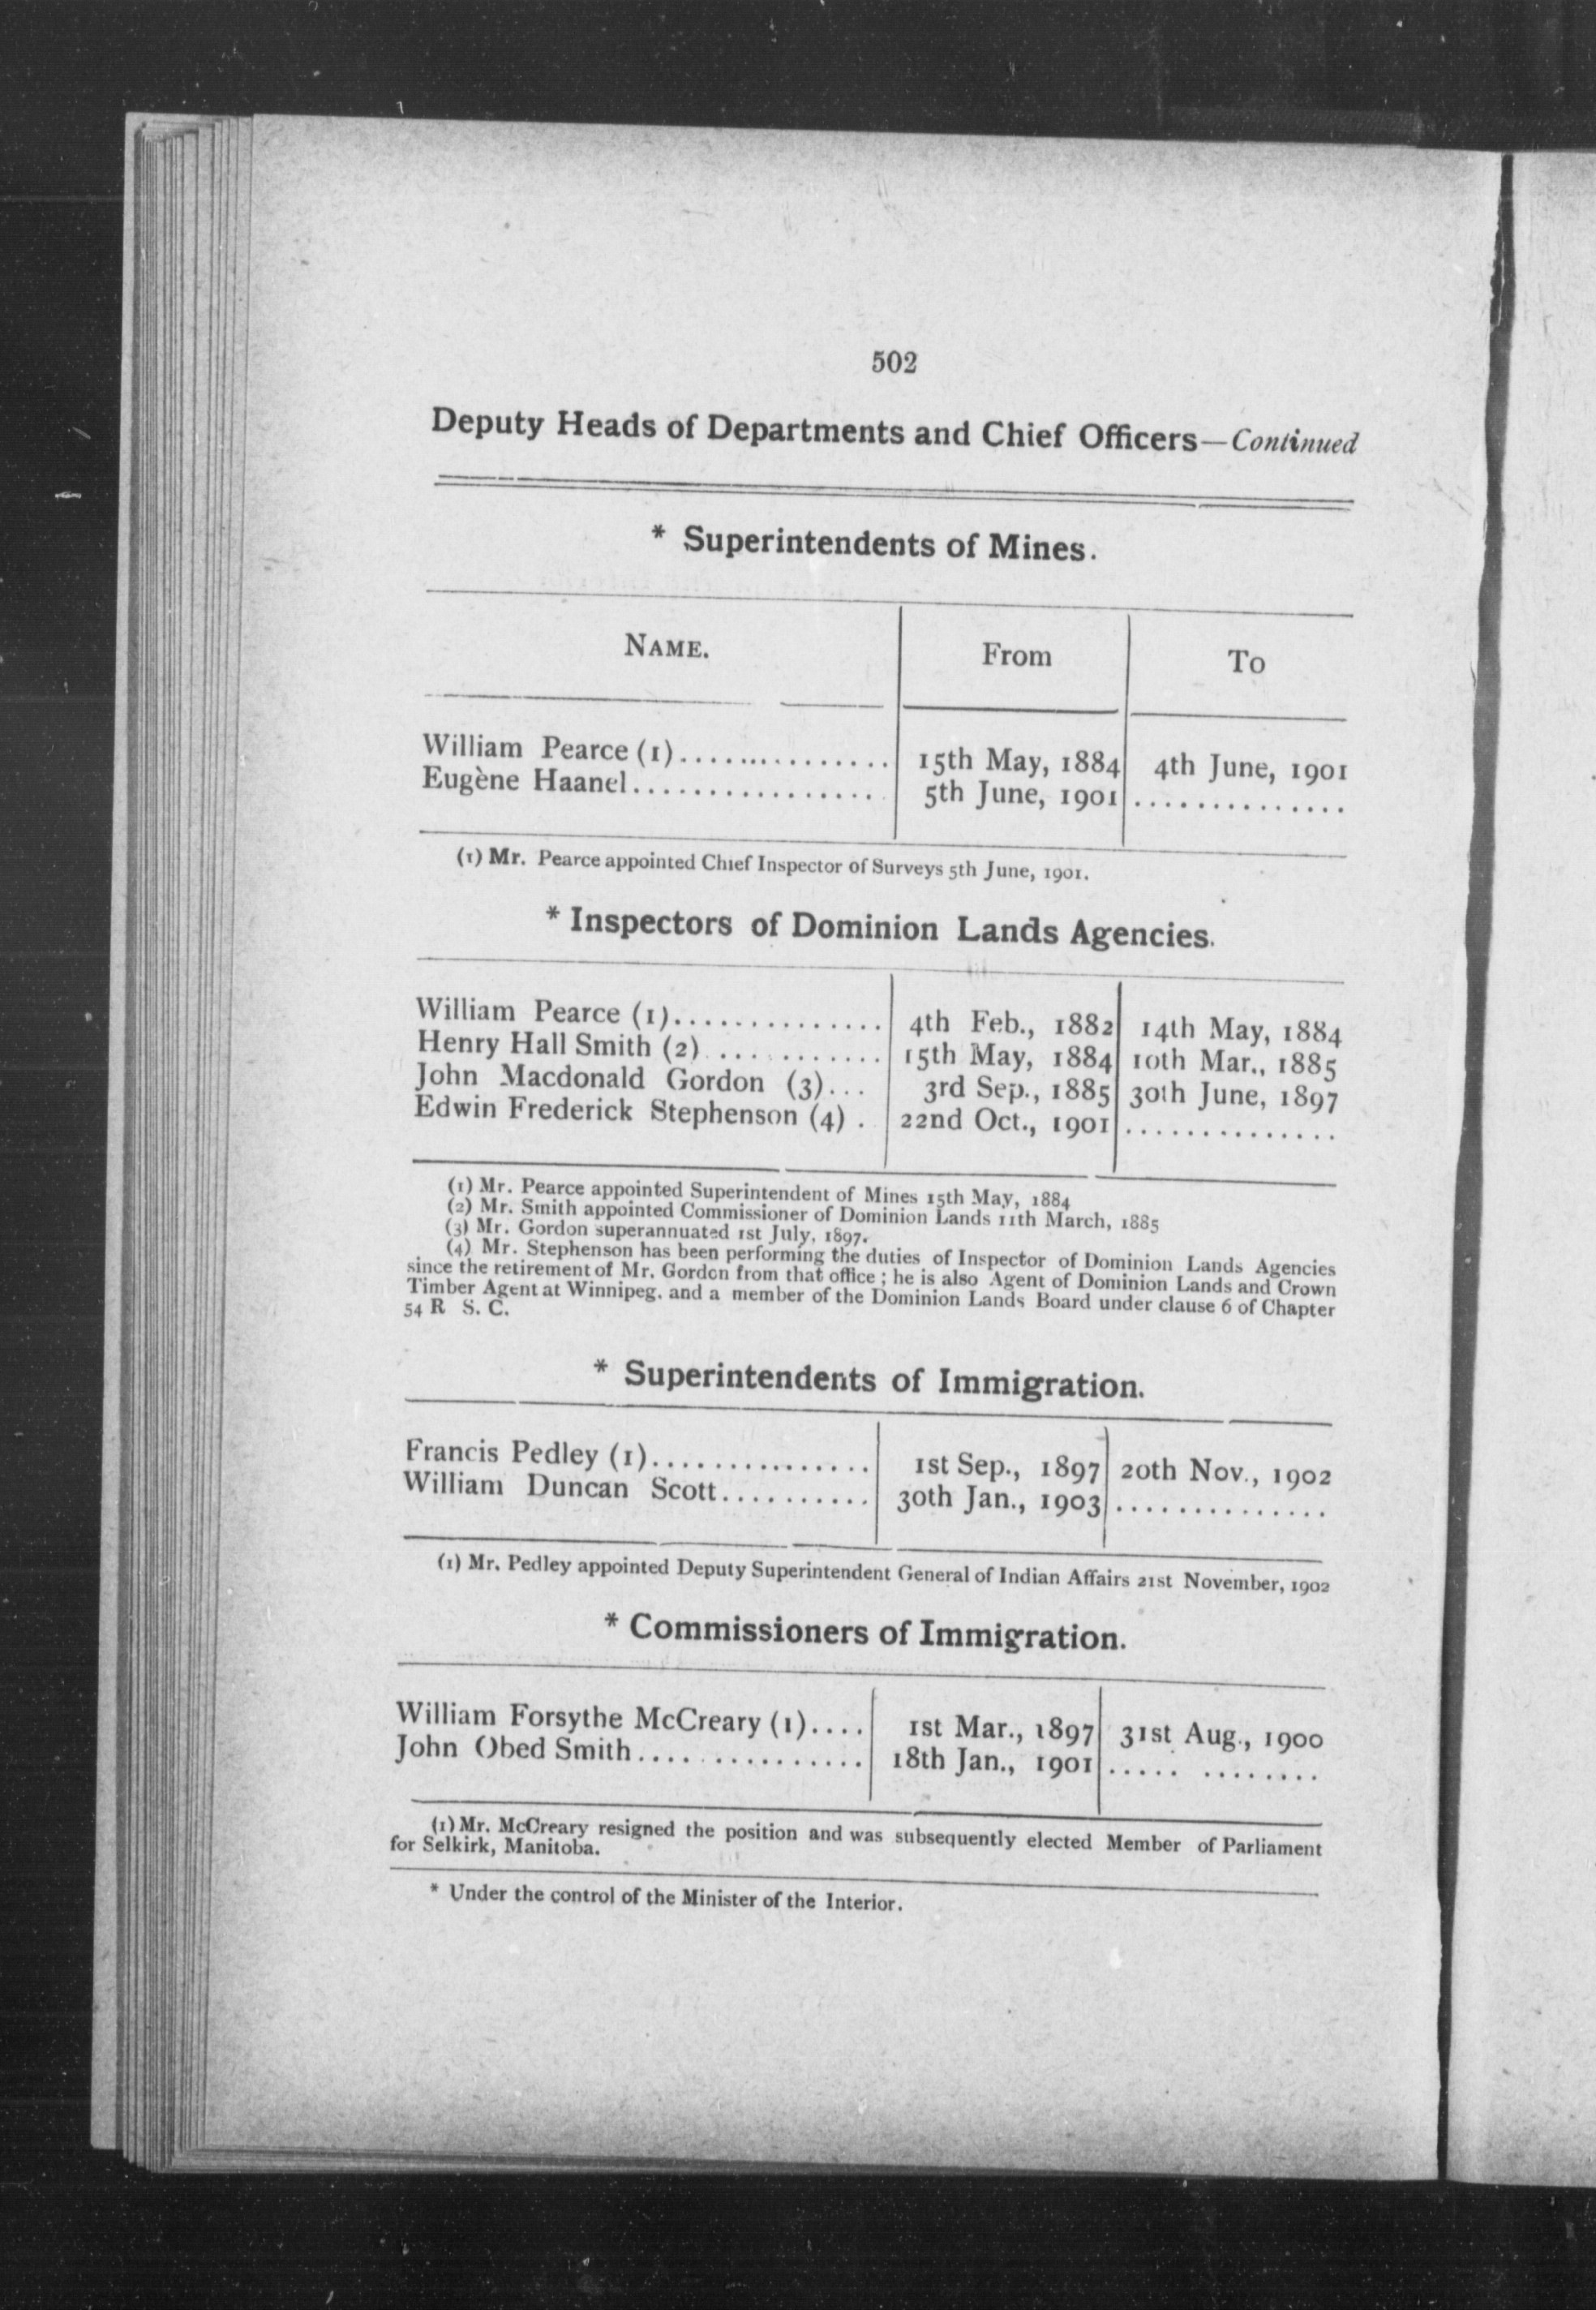 502
Deputy Heads of Departments and Chief Officers—Continued
* Superintendents of Mines.
NAME. From To
William Pearce (1).................. 15th May, 1884 4th June, 1901
Eugène Haanel................. 5th June, 1901 ..............
(1) Mr. Pearce appointed Chief Inspector of Surveys 5th June, 1901.
* Inspectors of Dominion Lands Agencies.
William Pearce (1).............. 4th Feb., 1882 14th May, 1884
Henry Hall Smith (2) ........... 15th May, 1884 10th Mar., 1885
John Macdonald Gordon (3)... 3rd Sep., 1885 30th June, 1897
Edwin Frederick Stephenson (4) . 22nd Oct., 1901 ..............
(1) Mr. Pearce appointed Superintendent of Mines 15th May, 1884
(2) Mr. Smith appointed Commissioner of Dominion Lands 11th March, 1885
(3) Mr. Gordon superannuated 1st July, 1897.
(4) Mr. Stephenson has been performing the duties of Inspector of Dominion Lands Agencies
since the retirement of Mr. Gordon from that office ; he is also Agent of Dominion Lands and Crown
Timber Agent at Winnipeg. and a member of the Dominion Lands Board under clause 6 of Chapter
54 R S. C.
* Superintendents of Immigration.
Francis Pedley (1)............... 1st Sep., 1897 20th Nov., 1902
William Duncan Scott.......... 30th Jan., 1903 ..............
(1) Mr. Pedley appointed Deputy Superintendent General of Indian Affairs 21st November, 1902
* Commissioners of Immigration.
William Forsythe McCreary (1).... 1st Mar., 1897 31st Aug., 1900
John Obed Smith............... 18th Jan., 1901 ..... ........
(1) Mr. McCreary resigned the position and was subsequently elected Member of Parliament
for Selkirk, Manitoba.
* Under the control of the Minister of the Interior.